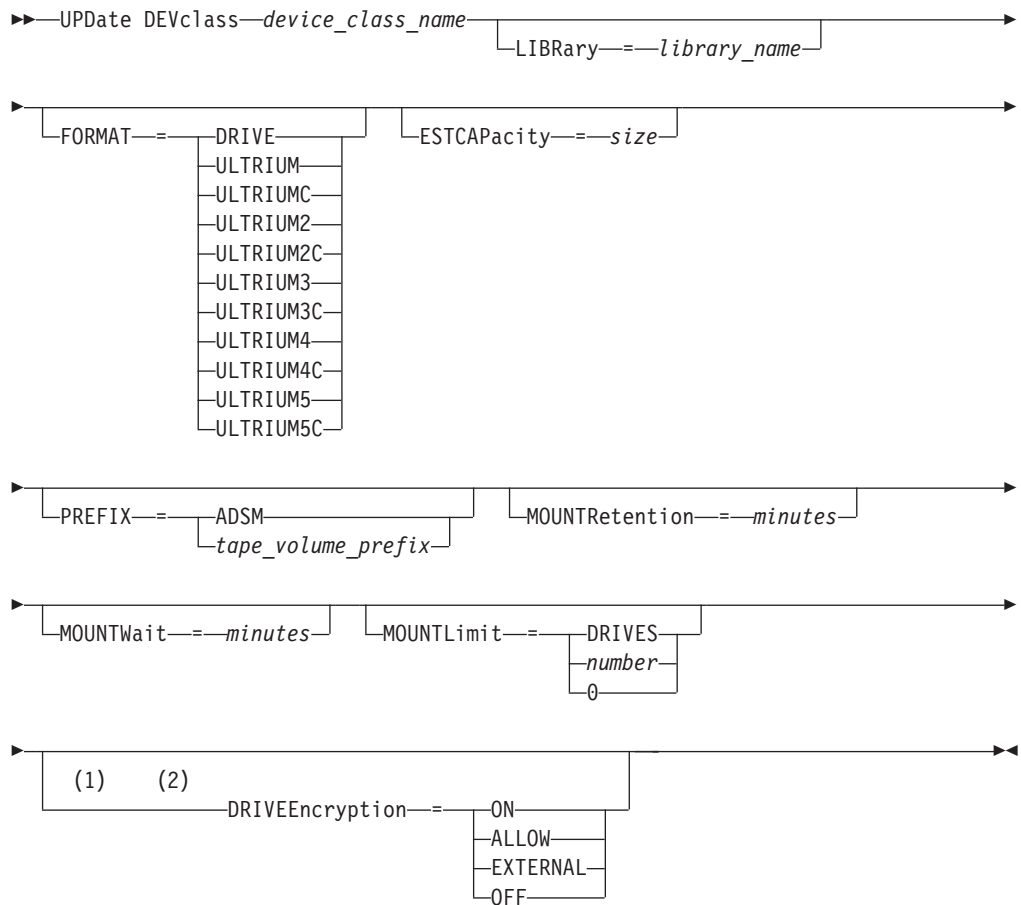 UPDate DEVclass device_class_name
LIBRary = library_name
FORMAT = DRIVE
ULTRIUM
ULTRIUMC
ULTRIUM2
ULTRIUM2C
ULTRIUM3
ULTRIUM3C
ULTRIUM4
ULTRIUM4C
ULTRIUM5
ULTRIUM5C
ESTCAPacity = size
PREFIX = ADSM
tape_volume_prefix
MOUNTRetention = minutes
MOUNTWait = minutes
MOUNTLimit = DRIVES
number
0
(1) (2)
DRIVEEncryption = ON
ALLOW
EXTERNAL
OFF